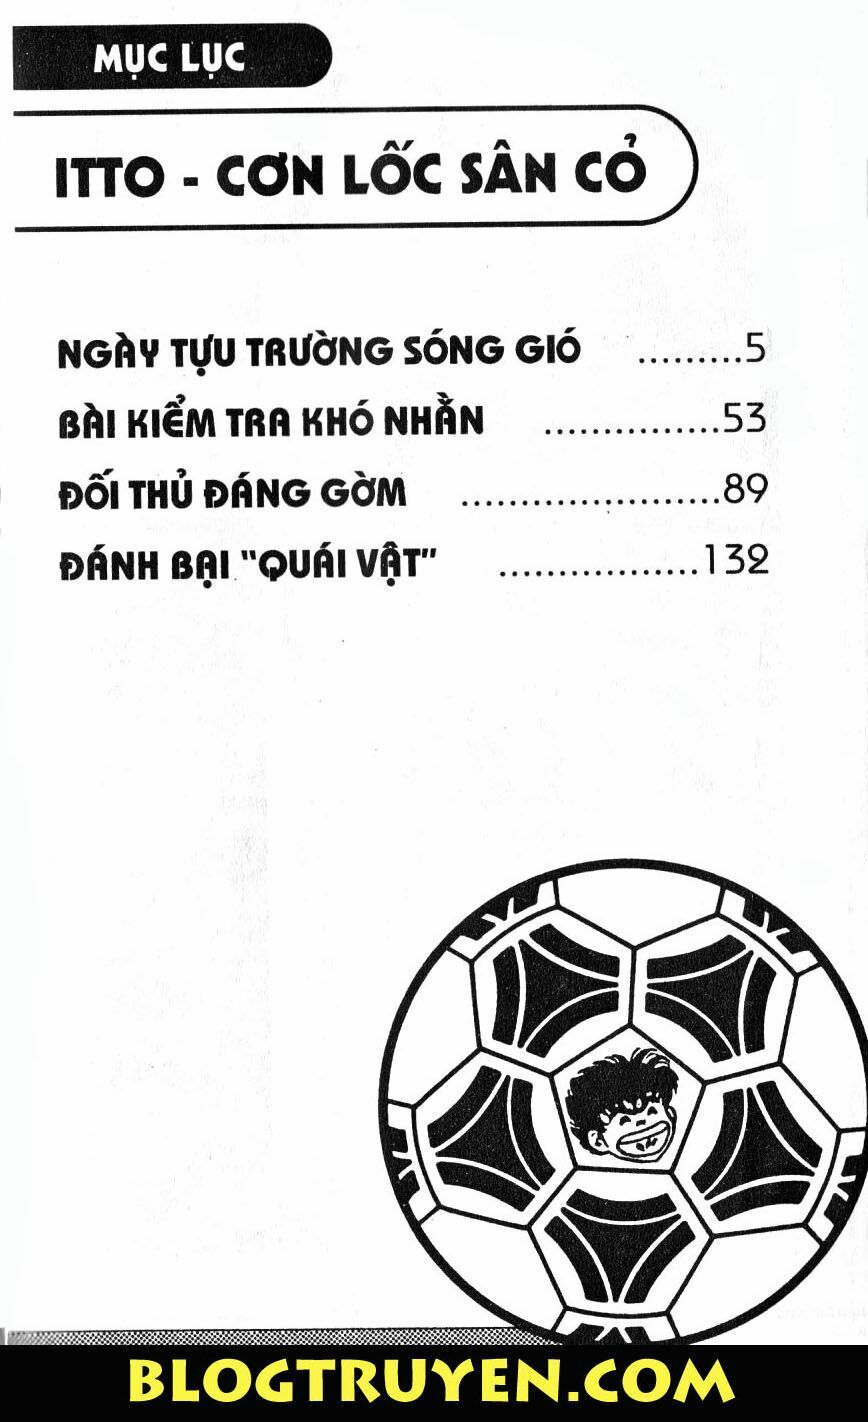 MỤC LỤC
ITTO - CƠN LỐC SÂN CỎ
NGÀY TỰU TRƯỜNG SÓNG GIÓ .........5
BÀI KIỂM TRA KHÓ NHẰN ...............53
ĐỐI THỦ ĐÁNG GỜM ......................89
ĐÁNH BẠI "QUÁI VẬT" .................132
BLOGTRUYEN.COM